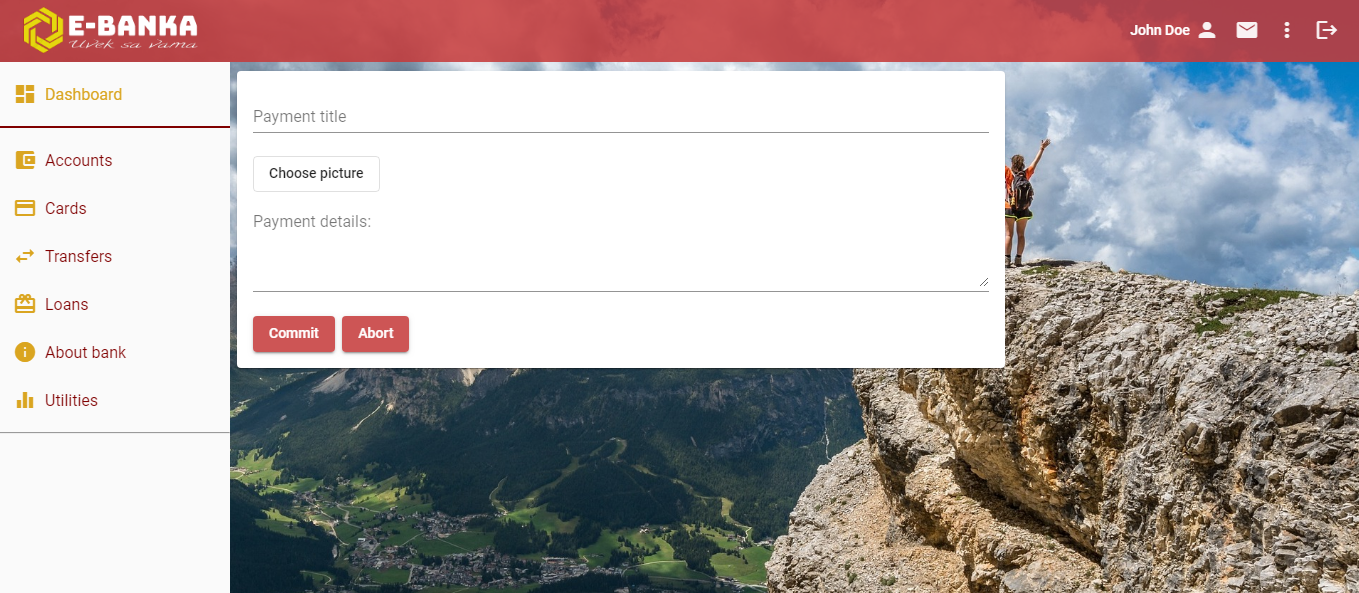 E-BANKA
Uvek sa vama
John Doe
Dashboard
Accounts
Cards
Transfers
Loans
About bank
Utilities
Payment title
Choose picture
Payment details:
Commit
Abort